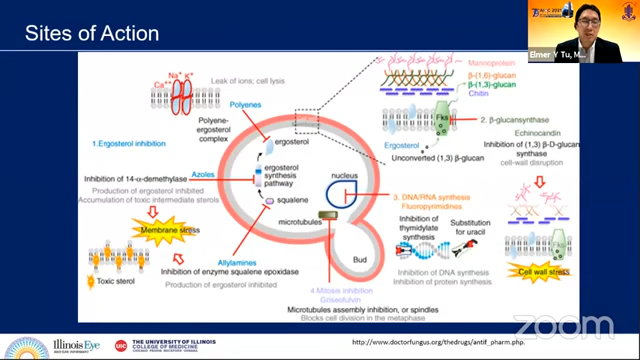 Sites of Action
Elmer Y Tu, M...
Na⁺ K⁺
Ca⁺⁺
Leak of ions; cell lysis
Polyenes
Polyene-
ergosterol
complex
1.Ergosterol inhibition
Azoles
Inhibition of 14-α-demethylase
Production of ergosterol inhibited
Accumulation of toxic intermediate sterols
Membrane stress
Toxic sterol
Allylamines
Inhibition of enzyme squalene epoxidase
Production of ergosterol inhibited
ergosterol
ergosterol
synthesis
pathway
squalene
nucleus
microtubules
Bud
4.Mitosis inhibition
Griseofulvin
Microtubules assembly inhibition, or spindles
Blocks cell division in the metaphase
Mannoprotein
β-(1,6)-glucan
β-(1,3)-glucan
Chitin
Fks
Ergosterol
Unconverted (1,3) β-glucan
2. β-glucansynthase
Echinocandin
Inhibition of (1,3) β-D-glucan
synthase
cell-wall disruption
3. DNA/RNA synthesis
Fluoropyrimidines
Inhibition of
thymidylate
synthesis
Substitution
for uracil
Inhibition of DNA synthesis
Inhibition of protein synthesis
Cell wall stress
zoom
Illinois Eye
UIC
THE UNIVERSITY OF ILLINOIS
COLLEGE OF MEDICINE
http://www.doctorfungus.org/thedrugs/antif_pharm.php.